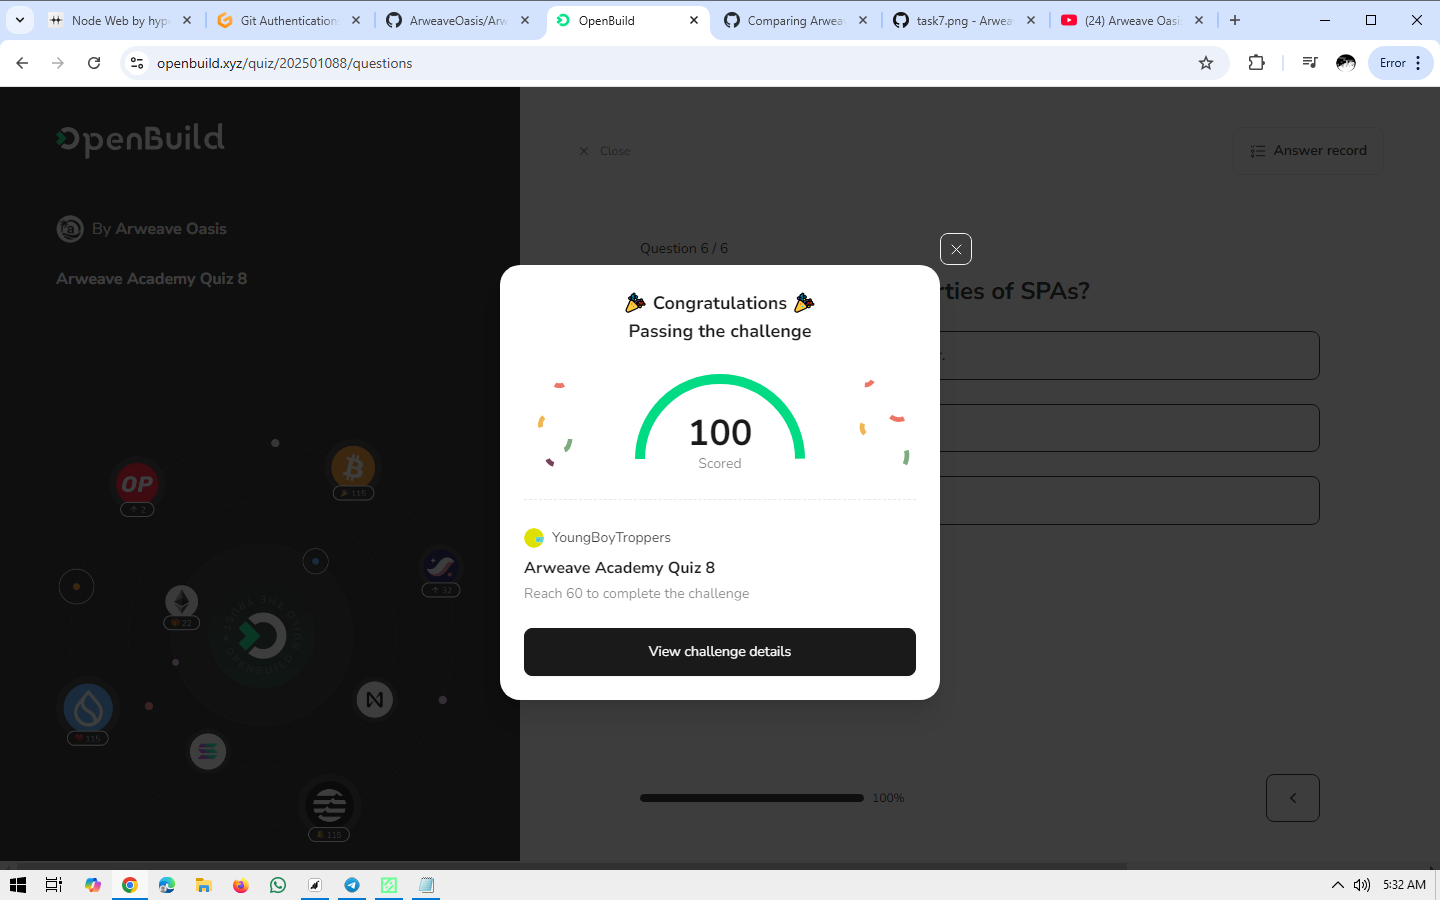 Node Web by hype
Git Authentication
ArweaveOasis/Arw
OpenBuild
Comparing Arweav
task7.png - Arwea
(24) Arweave Oasi
openbuild.xyz/quiz/202501088/questions
Error
OpenBuild
Close
Answer record
By Arweave Oasis
Arweave Academy Quiz 8
Question 6 / 6
rties of SPAs?
Congratulations
Passing the challenge
100
Scored
YoungBoyTroppers
Arweave Academy Quiz 8
Reach 60 to complete the challenge
View challenge details
OP
2
115
32
22
115
115
100%
5:32 AM